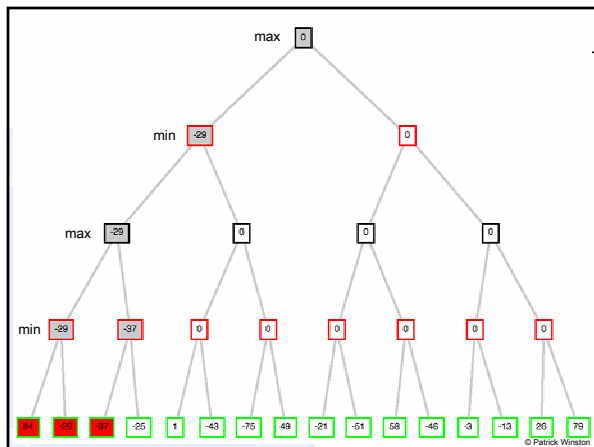 max 0
min -29 0
max -29 0 0 0
min -29 -37 0 0 0 0 0 0
84 -29 -37 -25 1 -43 -75 49 -21 -51 58 -46 -3 -13 26 79
© Patrick Winston